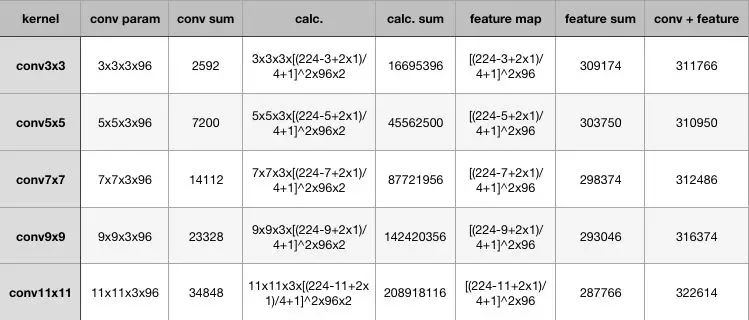 kernel conv param conv sum calc. calc. sum feature map feature sum conv + feature
conv3x3 3x3x3x96 2592 3x3x3x[(224-3+2x1)/ 16695396 [(224-3+2x1)/ 309174 311766
4+1]^2x96x2 4+1]^2x96
conv5x5 5x5x3x96 7200 5x5x3x[(224-5+2x1)/ 45562500 [(224-5+2x1)/ 303750 310950
4+1]^2x96x2 4+1]^2x96
conv7x7 7x7x3x96 14112 7x7x3x[(224-7+2x1)/ 87721956 [(224-7+2x1)/ 298374 312486
4+1]^2x96x2 4+1]^2x96
conv9x9 9x9x3x96 23328 9x9x3x[(224-9+2x1)/ 142420356 [(224-9+2x1)/ 293046 316374
4+1]^2x96x2 4+1]^2x96
conv11x11 11x11x3x96 34848 11x11x3x[(224-11+2x 208918116 [(224-11+2x1)/ 287766 322614
1)/4+1]^2x96x2 4+1]^2x96